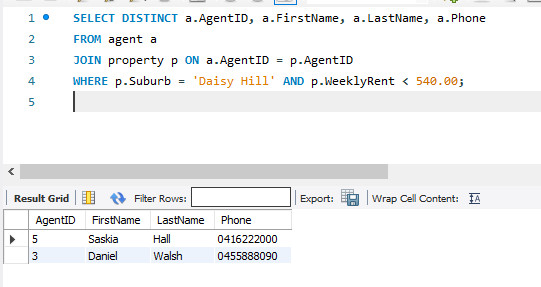 1 SELECT DISTINCT a.AgentID, a.FirstName, a.LastName, a.Phone
2 FROM agent a
3 JOIN property p ON a.AgentID = p.AgentID
4 WHERE p.Suburb = 'Daisy Hill' AND p.WeeklyRent < 540.00;
5
Result Grid Filter Rows: Export: Wrap Cell Content: IA
AgentID FirstName LastName Phone
5 Saskia Hall 0416222000
3 Daniel Walsh 0455888090